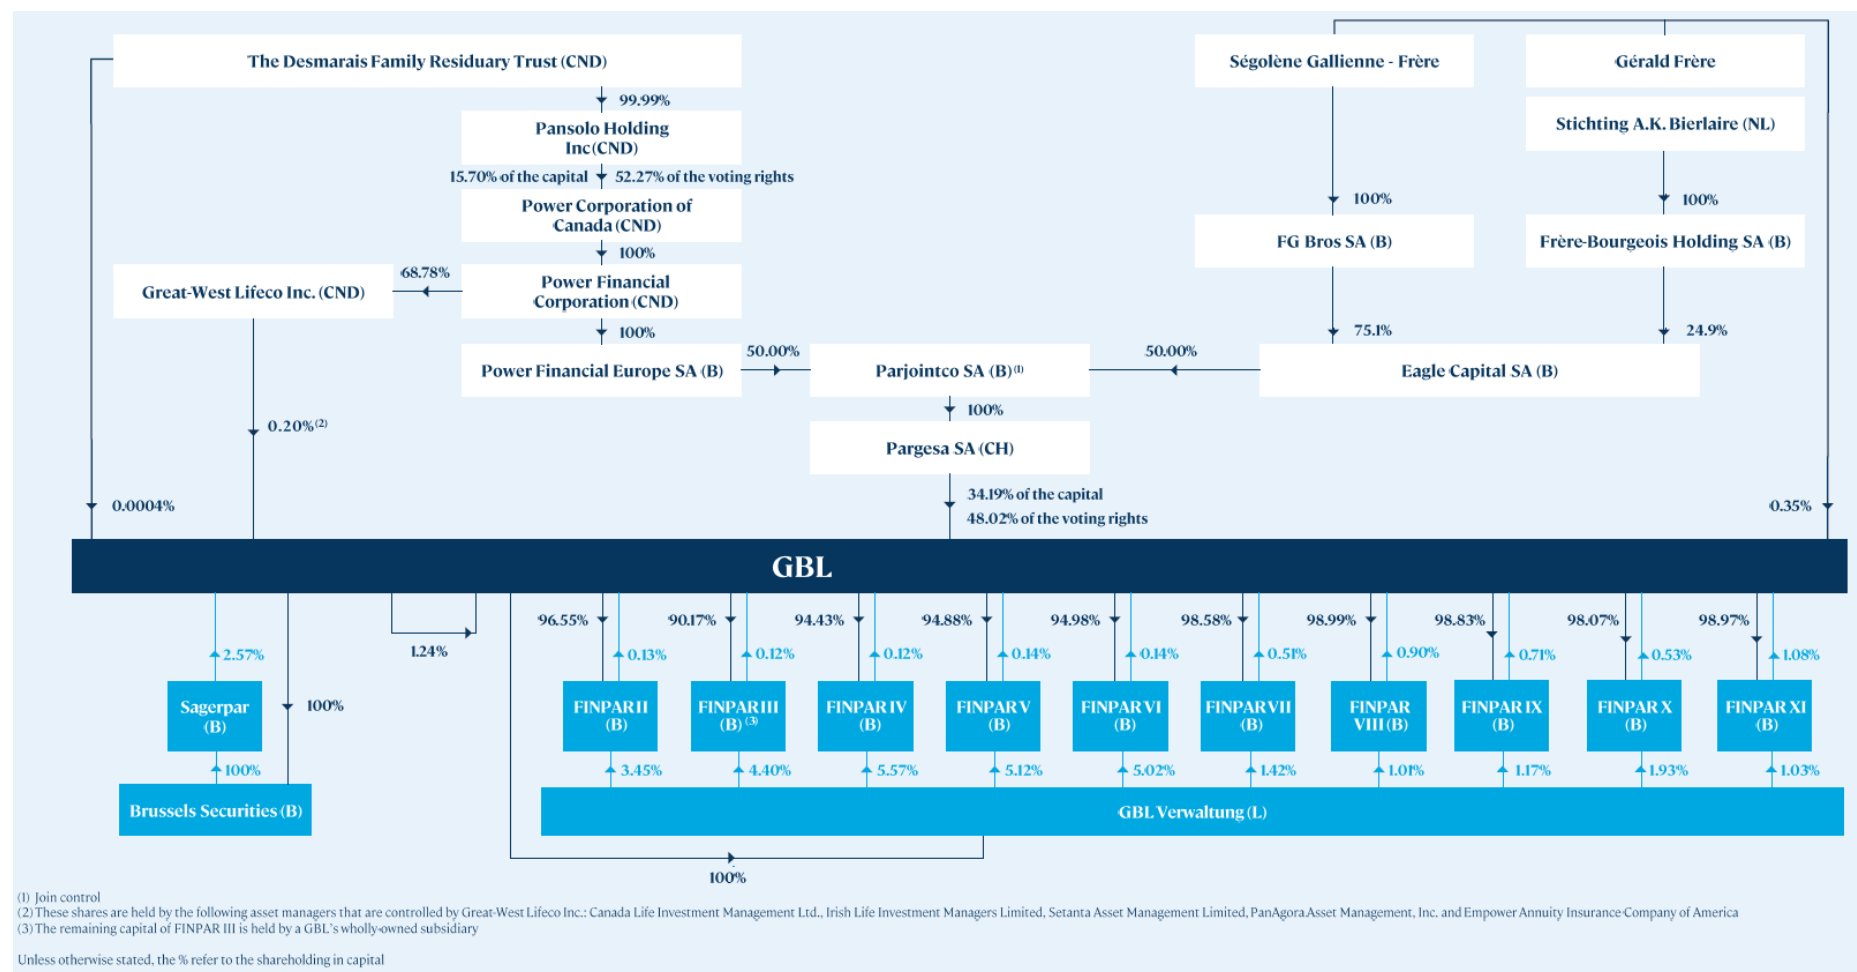 The Desmarais Family Residuary Trust (CND)
Ségolène Gallienne - Frère
Gérald Frère
99.99%
Pansolo Holding
Inc (CND)
Stichting A.K. Bierlaire (NL)
15.70% of the capital
52.27% of the voting rights
100%
100%
Power Corporation of
Canada (CND)
FG Bros SA (B)
Frère-Bourgeois Holding SA (B)
100%
68.78%
Great-West Lifeco Inc. (CND)
Power Financial
Corporation (CND)
100%
75.1%
24.9%
50.00%
50.00%
Power Financial Europe SA (B)
Parjointco SA (B) (1)
Eagle Capital SA (B)
100%
0.20% (2)
Pargesa SA (CH)
34.19% of the capital
48.02% of the voting rights
0.0004%
0.35%
GBL
96.55%
90.17%
94.43%
94.88%
94.98%
98.58%
98.99%
98.83%
98.07%
98.97%
2.57%
1.24%
0.13%
0.12%
0.12%
0.14%
0.14%
0.51%
0.90%
0.71%
0.53%
1.08%
Sagerpar
(B)
100%
FINPAR II
(B)
FINPAR III
(B) (3)
FINPAR IV
(B)
FINPAR V
(B)
FINPAR VI
(B)
FINPAR VII
(B)
FINPAR
VIII (B)
FINPAR IX
(B)
FINPAR X
(B)
FINPAR XI
(B)
100%
3.45%
4.40%
5.57%
5.12%
5.02%
1.42%
1.01%
1.17%
1.93%
1.03%
Brussels Securities (B)
GBL Verwaltung (L)
100%
(1) Join control
(2) These shares are held by the following asset managers that are controlled by Great-West Lifeco Inc.: Canada Life Investment Management Ltd., Irish Life Investment Managers Limited, Setanta Asset Management Limited, PanAgora Asset Management, Inc. and Empower Annuity Insurance Company of America
(3) The remaining capital of FINPAR III is held by a GBL's wholly-owned subsidiary
Unless otherwise stated, the % refer to the shareholding in capital